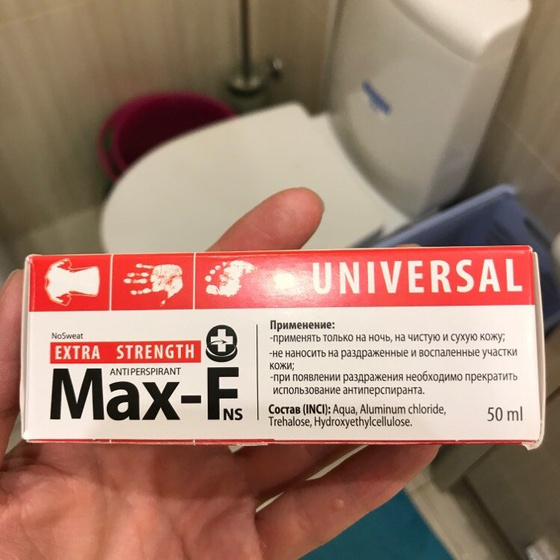 UNIVERSAL
NoSweat
EXTRA STRENGTH
ANTIPERSPIRANT
Max-F
NS
Применение:
-применять только на ночь, на чистую и сухую кожу;
-не наносить на раздраженные и воспаленные участки
кожи;
-при появлении раздражения необходимо прекратить
использование антиперспиранта.
Состав (INCI): Aqua, Aluminum chloride,
Trehalose, Hydroxyethylcellulose.
50 ml